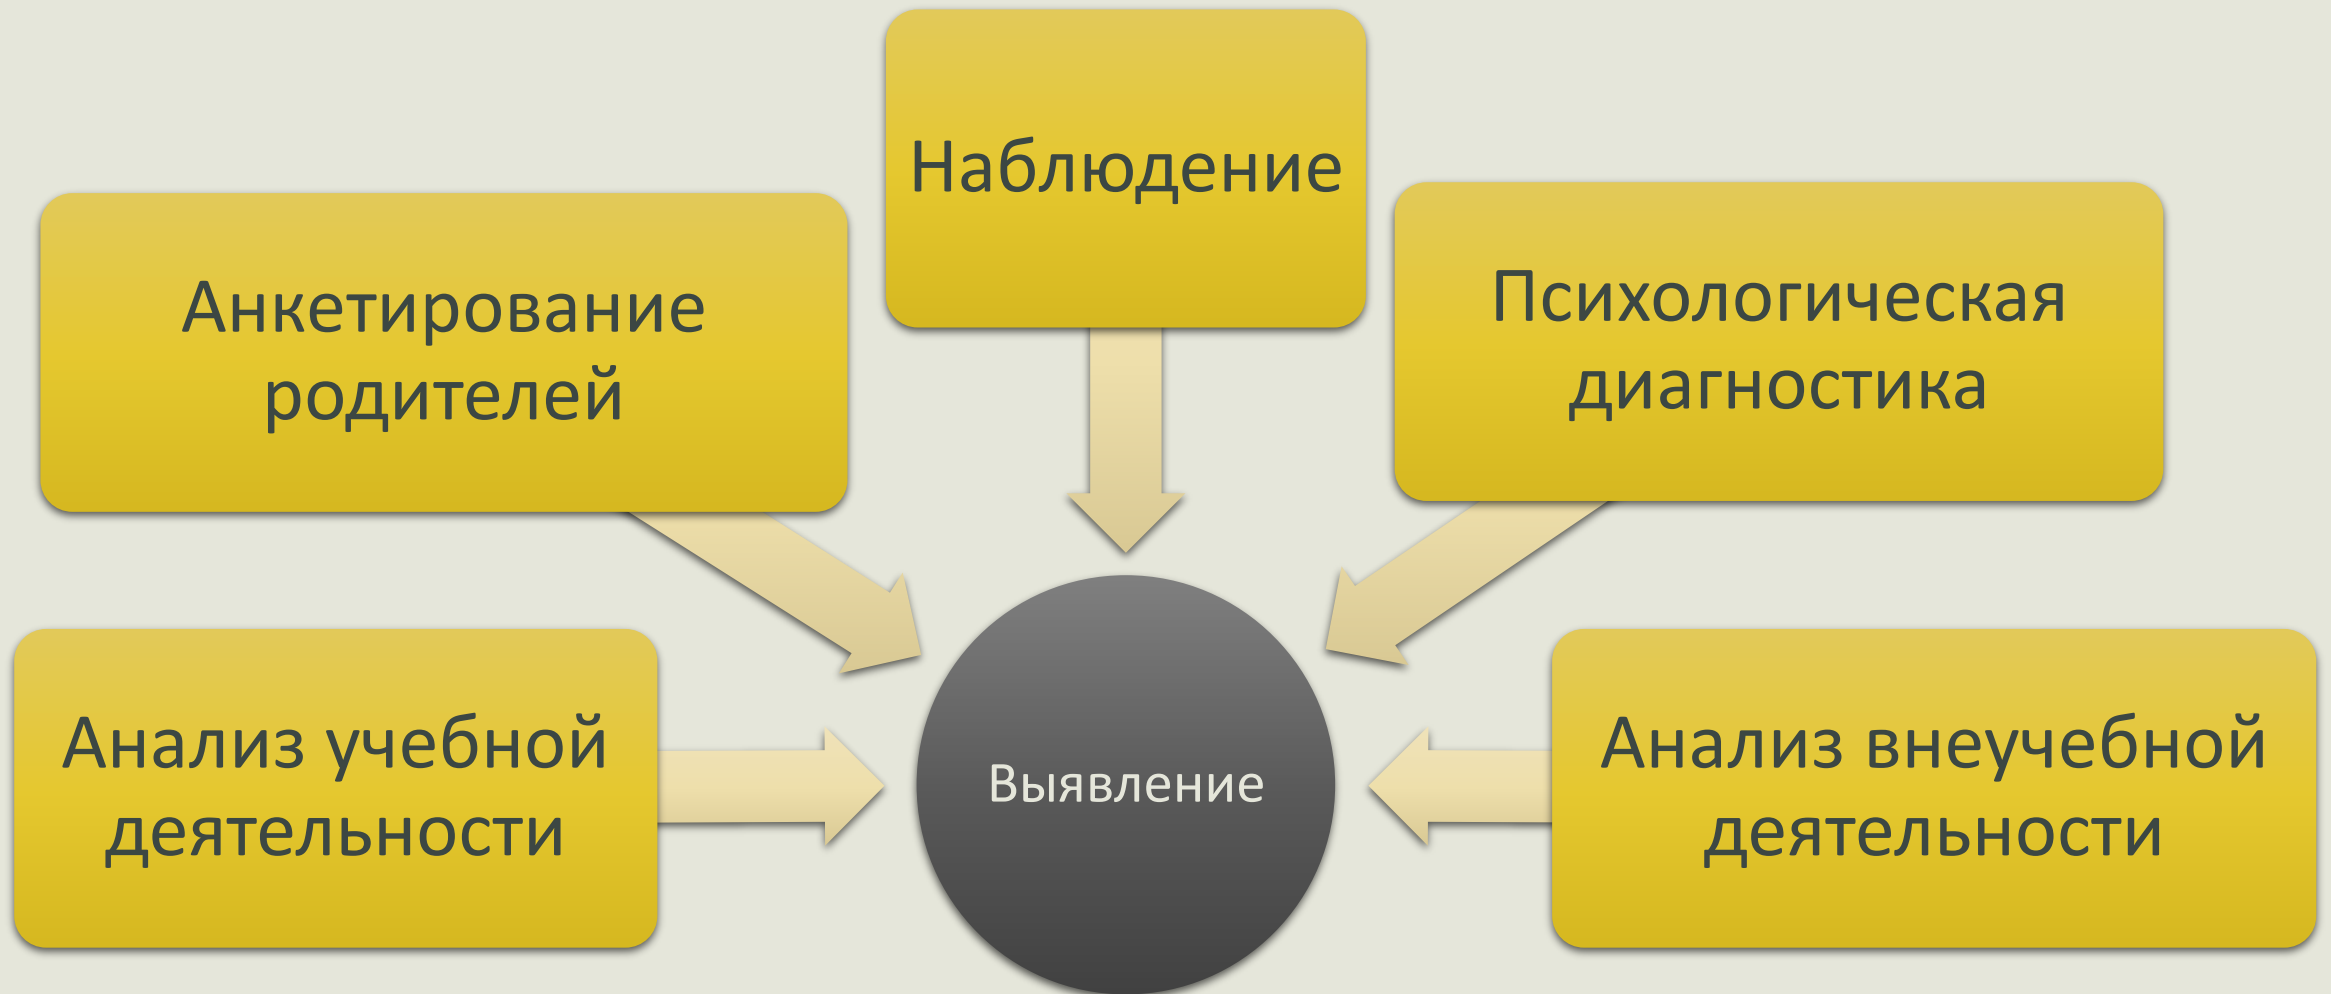 Наблюдение
Анкетирование
родителей
Психологическая
диагностика
Анализ учебной
деятельности
Выявление
Анализ внеучебной
деятельности